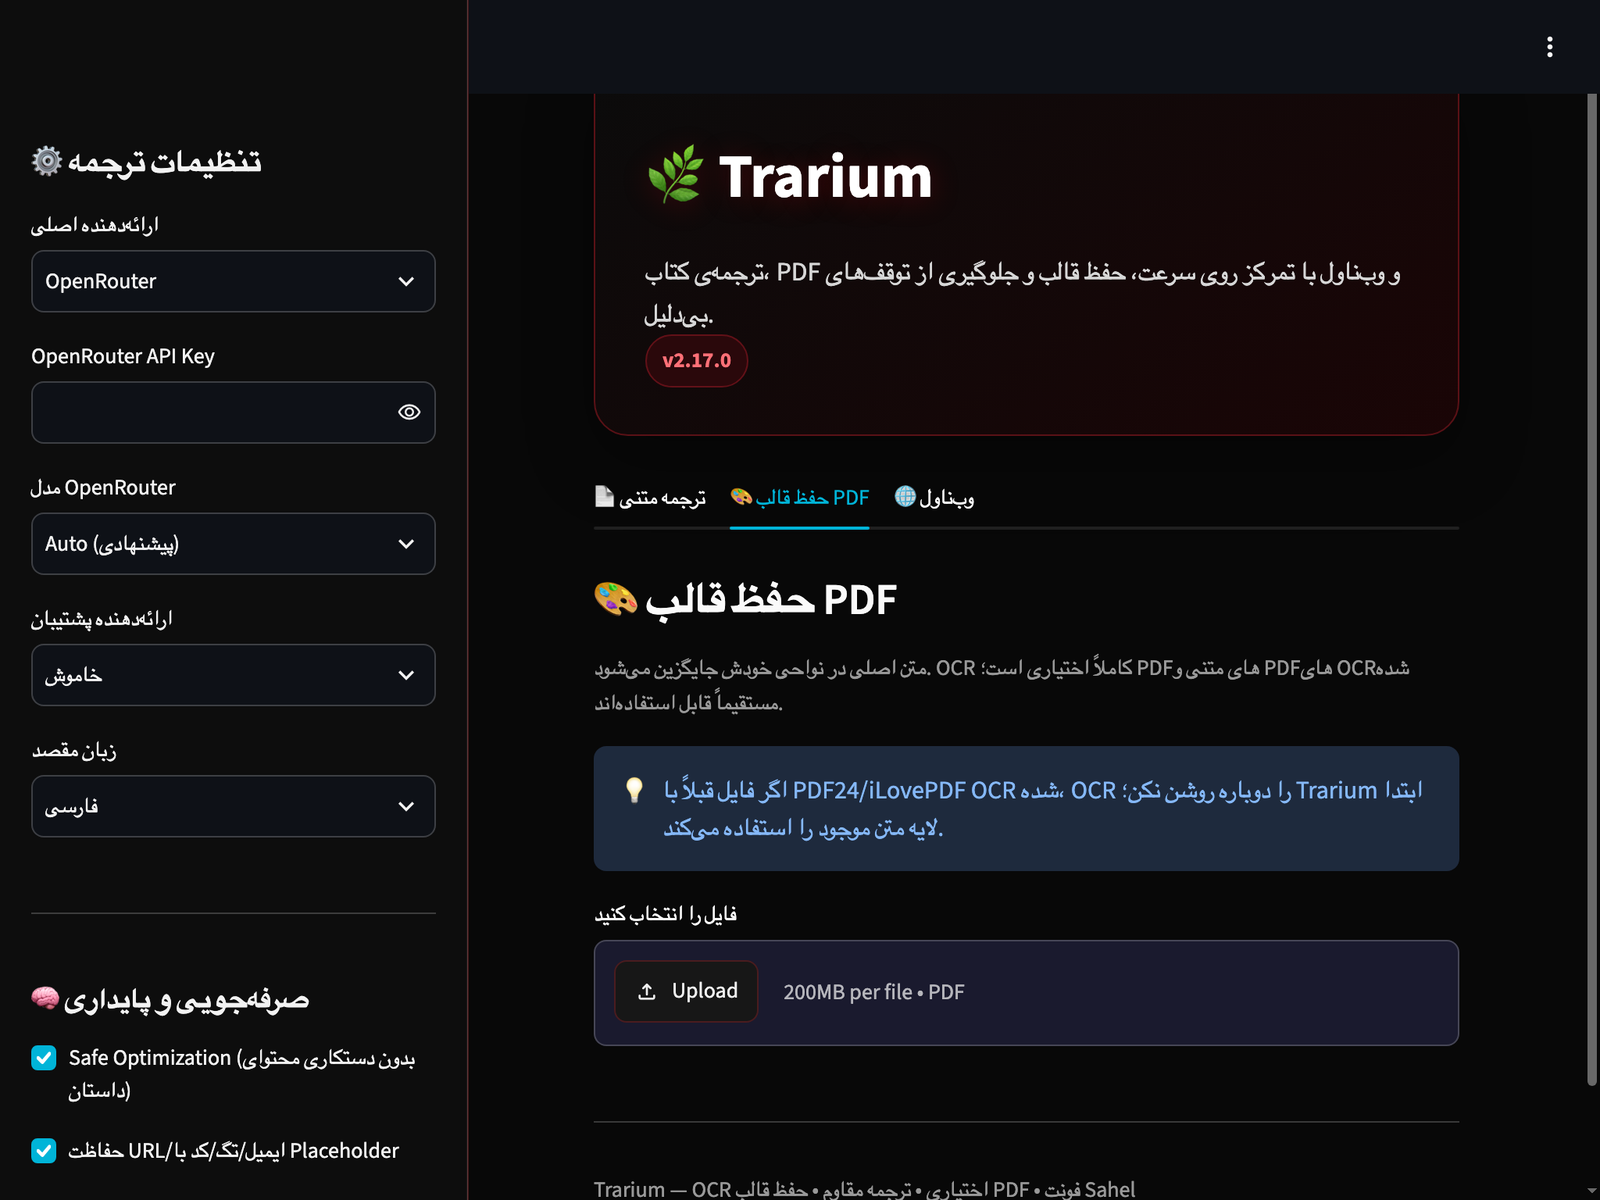 ⚙️ تنظیمات ترجمه
ارائه‌دهنده اصلی
OpenRouter
OpenRouter API Key
مدل OpenRouter
Auto (پیشنهادی)
ارائه‌دهنده پشتیبان
خاموش
زبان مقصد
فارسی
🧠 صرفه‌جویی و پایداری
Safe Optimization (بدون دستکاری محتوای
داستان)
حفاظت URL/ایمیل/تگ/کد با Placeholder
🌿 Trarium
ترجمه‌ی کتاب، PDF و وب‌ناول با تمرکز روی سرعت، حفظ قالب و جلوگیری از توقف‌های
بی‌دلیل.
v2.17.0
📄 ترجمه متنی
🎨 حفظ قالب PDF
🌐 وب‌ناول
🎨 حفظ قالب PDF
متن اصلی در نواحی خودش جایگزین می‌شود. OCR کاملاً اختیاری است؛ PDFهای متنی و PDFهای OCRشده
مستقیماً قابل استفاده‌اند.
💡 اگر فایل قبلاً با PDF24/iLovePDF OCR شده، OCR را دوباره روشن نکن؛ Trarium ابتدا
لایه متن موجود را استفاده می‌کند.
فایل را انتخاب کنید
Upload
200MB per file • PDF
Trarium — OCR اختیاری • ترجمه مقاوم • حفظ قالب PDF • فونت Sahel